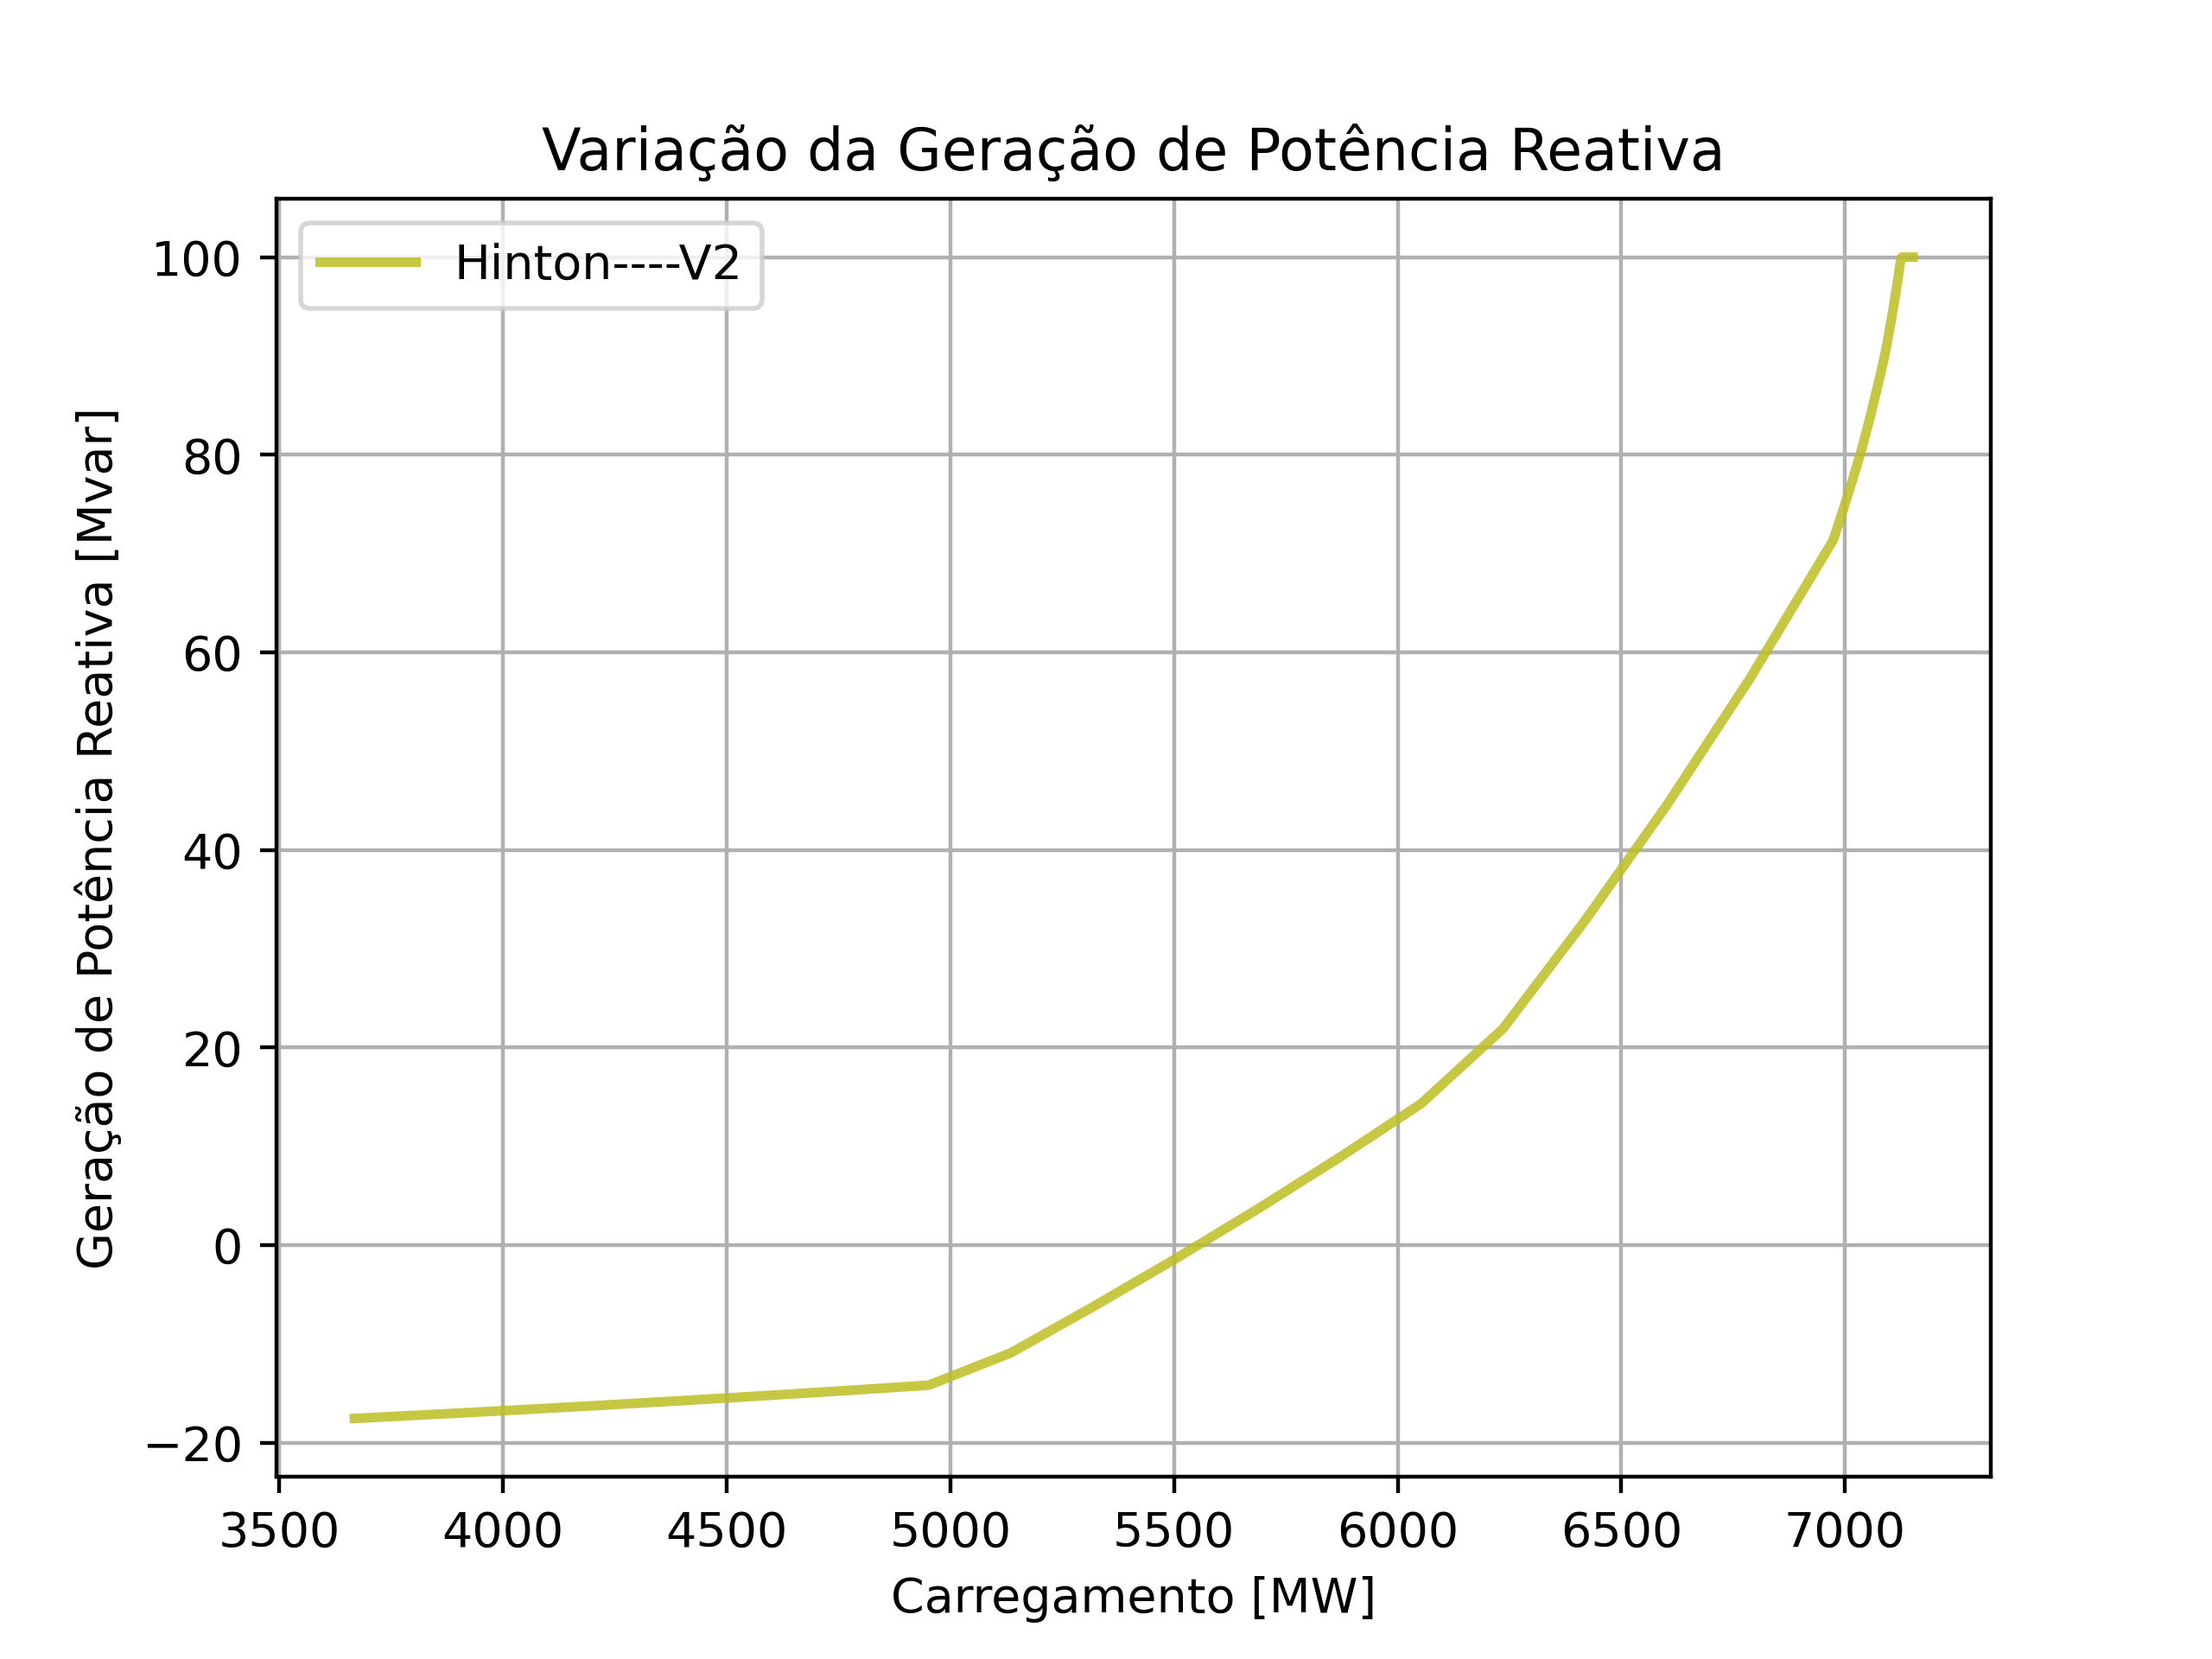 Variação da Geração de Potência Reativa
Hinton----V2
Geração de Potência Reativa [Mvar]
100
80
60
40
20
0
−20
3500 4000 4500 5000 5500 6000 6500 7000
Carregamento [MW]